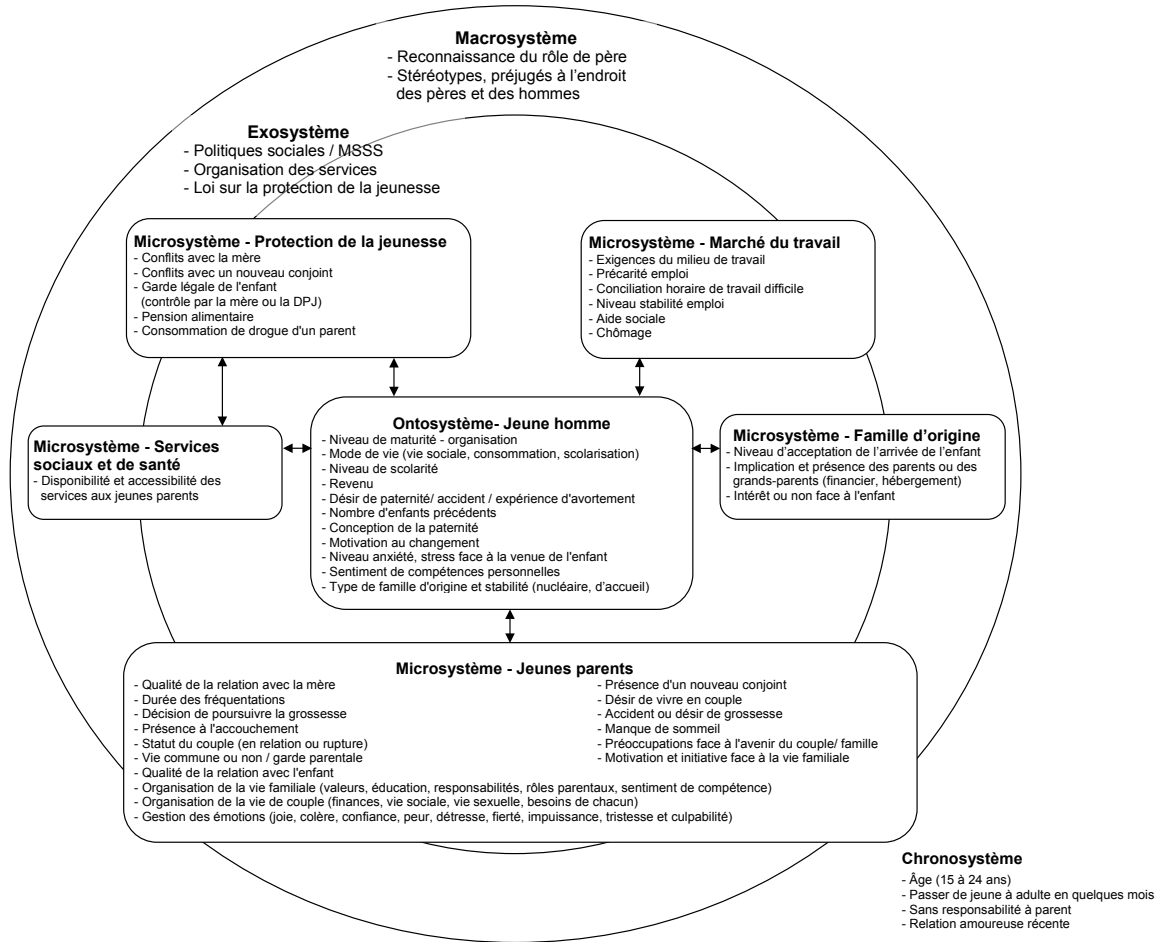 Macrosystème
- Reconnaissance du rôle de père
- Stéréotypes, préjugés à l'endroit
des pères et des hommes
Exosystème
- Politiques sociales / MSSS
- Organisation des services
- Loi sur la protection de la jeunesse
Microsystème - Protection de la jeunesse
- Conflits avec la mère
- Conflits avec un nouveau conjoint
- Garde légale de l'enfant
(contrôle par la mère ou la DPJ)
- Pension alimentaire
- Consommation de drogue d'un parent
Microsystème - Marché du travail
- Exigences du milieu de travail
- Précarité emploi
- Conciliation horaire de travail difficile
- Niveau stabilité emploi
- Aide sociale
- Chômage
Microsystème - Services
sociaux et de santé
- Disponibilité et accessibilité des
services aux jeunes parents
Ontosystème- Jeune homme
- Niveau de maturité - organisation
- Mode de vie (vie sociale, consommation, scolarisation)
- Niveau de scolarité
- Revenu
- Désir de paternité/ accident / expérience d'avortement
- Nombre d'enfants précédents
- Conception de la paternité
- Motivation au changement
- Niveau anxiété, stress face à la venue de l'enfant
- Sentiment de compétences personnelles
- Type de famille d'origine et stabilité (nucléaire, d'accueil)
Microsystème - Famille d'origine
- Niveau d'acceptation de l'arrivée de l'enfant
- Implication et présence des parents ou des
grands-parents (financier, hébergement)
- Intérêt ou non face à l'enfant
Microsystème - Jeunes parents
- Qualité de la relation avec la mère
- Durée des fréquentations
- Décision de poursuivre la grossesse
- Présence à l'accouchement
- Statut du couple (en relation ou rupture)
- Vie commune ou non / garde parentale
- Qualité de la relation avec l'enfant
- Organisation de la vie familiale (valeurs, éducation, responsabilités, rôles parentaux, sentiment de compétence)
- Organisation de la vie de couple (finances, vie sociale, vie sexuelle, besoins de chacun)
- Gestion des émotions (joie, colère, confiance, peur, détresse, fierté, impuissance, tristesse et culpabilité)
- Présence d'un nouveau conjoint
- Désir de vivre en couple
- Accident ou désir de grossesse
- Manque de sommeil
- Préoccupations face à l'avenir du couple/ famille
- Motivation et initiative face à la vie familiale
Chronosystème
- Âge (15 à 24 ans)
- Passer de jeune à adulte en quelques mois
- Sans responsabilité à parent
- Relation amoureuse récente